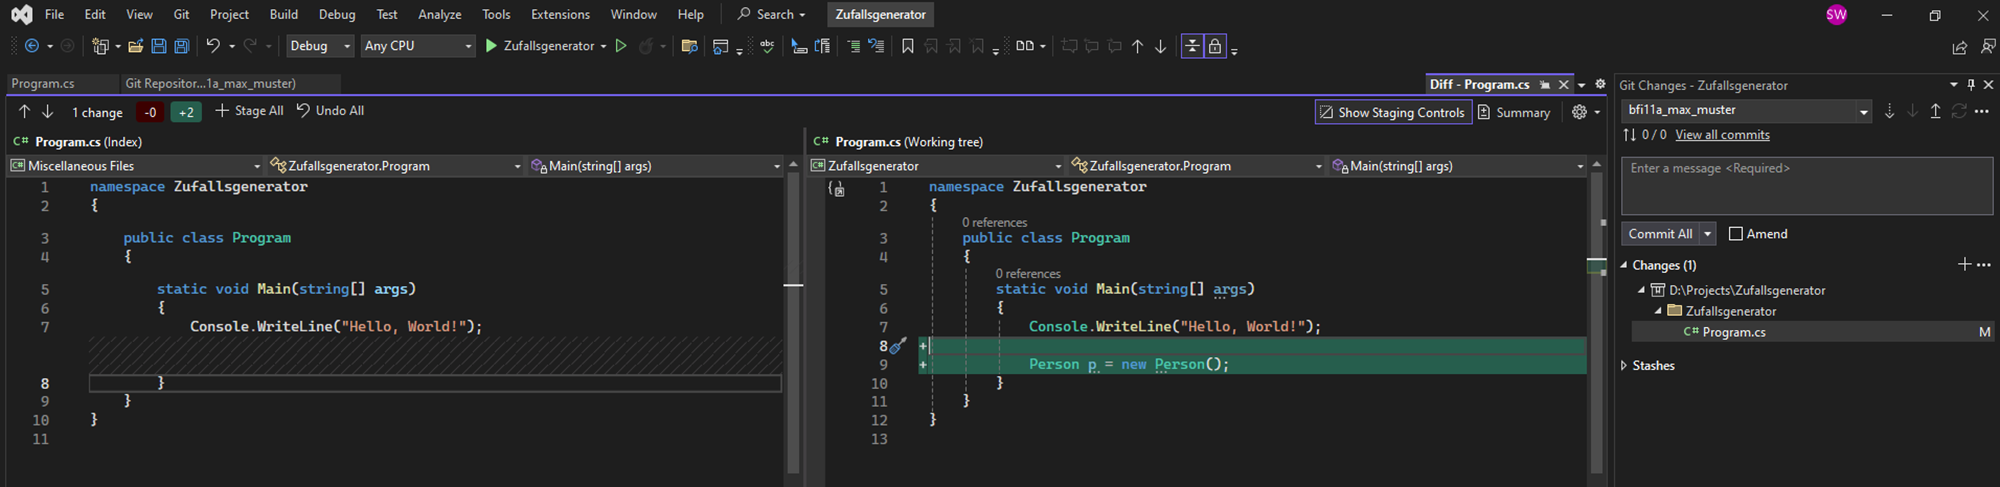 File Edit View Git Project Build Debug Test Analyze Tools Extensions Window Help Search Zufallsgenerator SW
Debug Any CPU Zufallsgenerator
Program.cs Git Repositor...1a_max_muster) Diff - Program.cs
1 change -0 +2 Stage All Undo All Show Staging Controls Summary
C# Program.cs (Index)
Miscellaneous Files Zufallsgenerator.Program Main(string[] args)
1 namespace Zufallsgenerator
2 {
3 public class Program
4 {
5 static void Main(string[] args)
6 {
7 Console.WriteLine("Hello, World!");
8 }
9 }
10 }
11
C# Program.cs (Working tree)
Zufallsgenerator Zufallsgenerator.Program Main(string[] args)
1 namespace Zufallsgenerator
2 {
0 references
3 public class Program
4 {
0 references
5 static void Main(string[] args)
6 {
7 Console.WriteLine("Hello, World!");
8 +
9 + Person p = new Person();
10 }
11 }
12 }
13
Git Changes - Zufallsgenerator
bfi11a_max_muster
0 / 0 View all commits
Enter a message <Required>
Commit All Amend
Changes (1)
D:\Projects\Zufallsgenerator
Zufallsgenerator
C# Program.cs M
Stashes